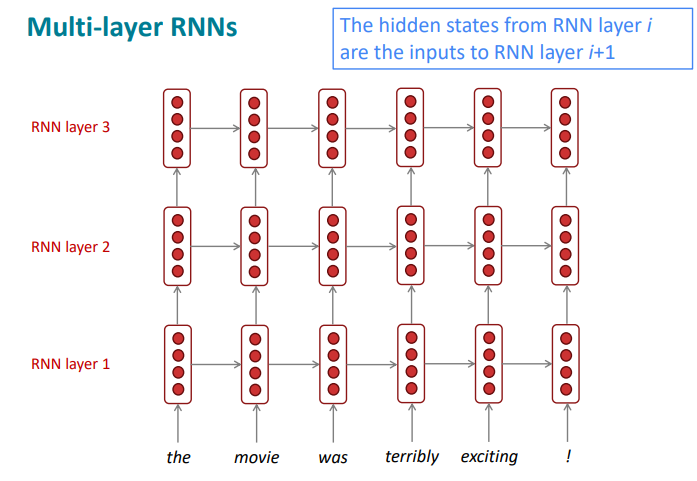 Multi-layer RNNs
The hidden states from RNN layer i
are the inputs to RNN layer i+1
RNN layer 3
RNN layer 2
RNN layer 1
the movie was terribly exciting !